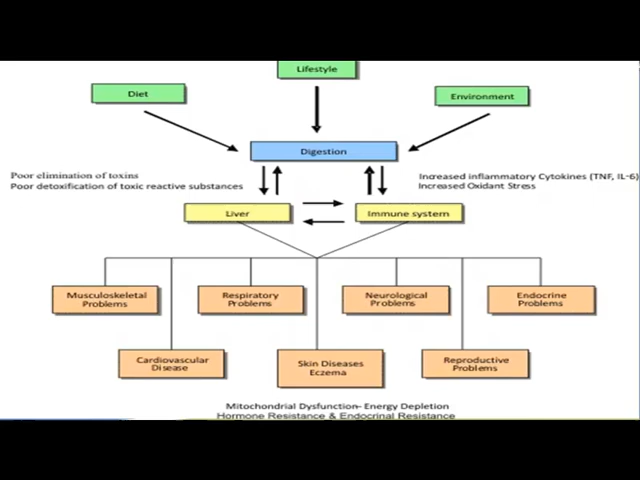 Lifestyle
Diet
Environment
Digestion
Poor elimination of toxins
Poor detoxification of toxic reactive substances
Increased inflammatory Cytokines (TNF, IL-6)
Increased Oxidant Stress
Liver
Immune system
Musculoskeletal
Problems
Respiratory
Problems
Neurological
Problems
Endocrine
Problems
Cardiovascular
Disease
Skin Diseases
Eczema
Reproductive
Problems
Mitochondrial Dysfunction- Energy Depletion
Hormone Resistance & Endocrinal Resistance